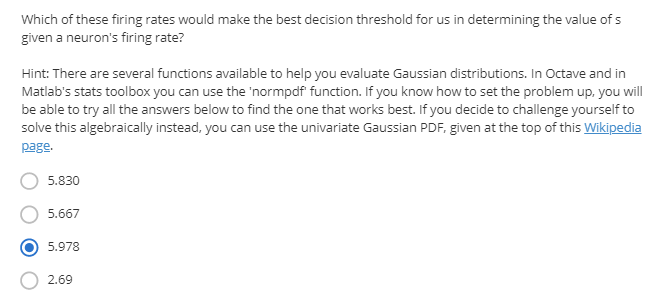 Which of these firing rates would make the best decision threshold for us in determining the value of s
given a neuron's firing rate?
Hint: There are several functions available to help you evaluate Gaussian distributions. In Octave and in
Matlab's stats toolbox you can use the 'normpdf' function. If you know how to set the problem up, you will
be able to try all the answers below to find the one that works best. If you decide to challenge yourself to
solve this algebraically instead, you can use the univariate Gaussian PDF, given at the top of this Wikipedia
page.
5.830
5.667
5.978
2.69